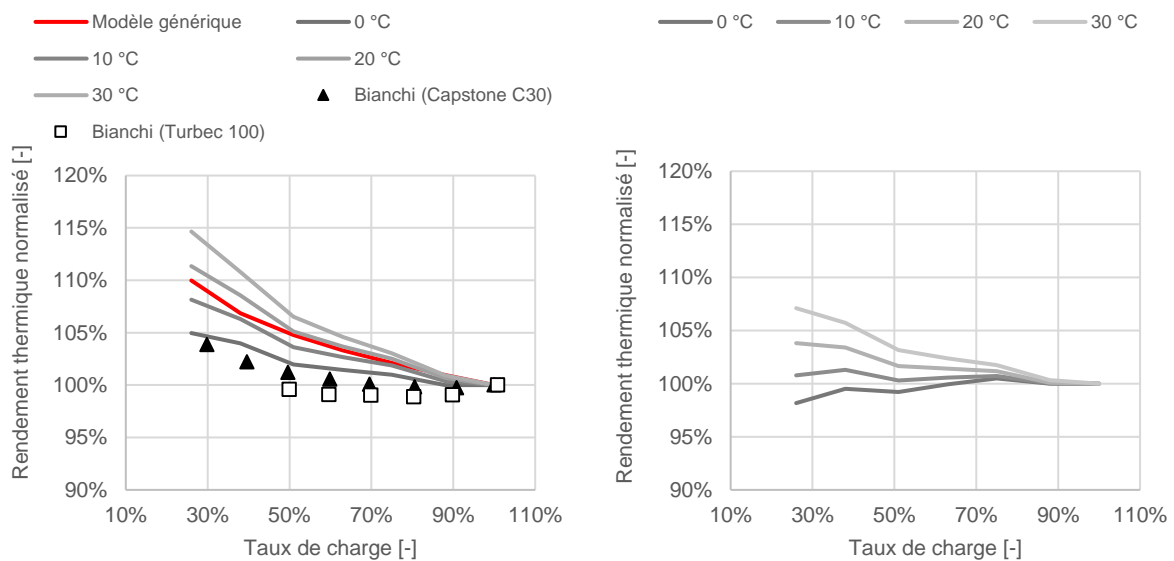 Modèle générique
0 °C
10 °C
20 °C
30 °C
Bianchi (Capstone C30)
Bianchi (Turbec 100)
Rendement thermique normalisé [-]
120%
115%
110%
105%
100%
95%
90%
10% 30% 50% 70% 90% 110%
Taux de charge [-]
0 °C 10 °C 20 °C 30 °C
Rendement thermique normalisé [-]
120%
115%
110%
105%
100%
95%
90%
10% 30% 50% 70% 90% 110%
Taux de charge [-]